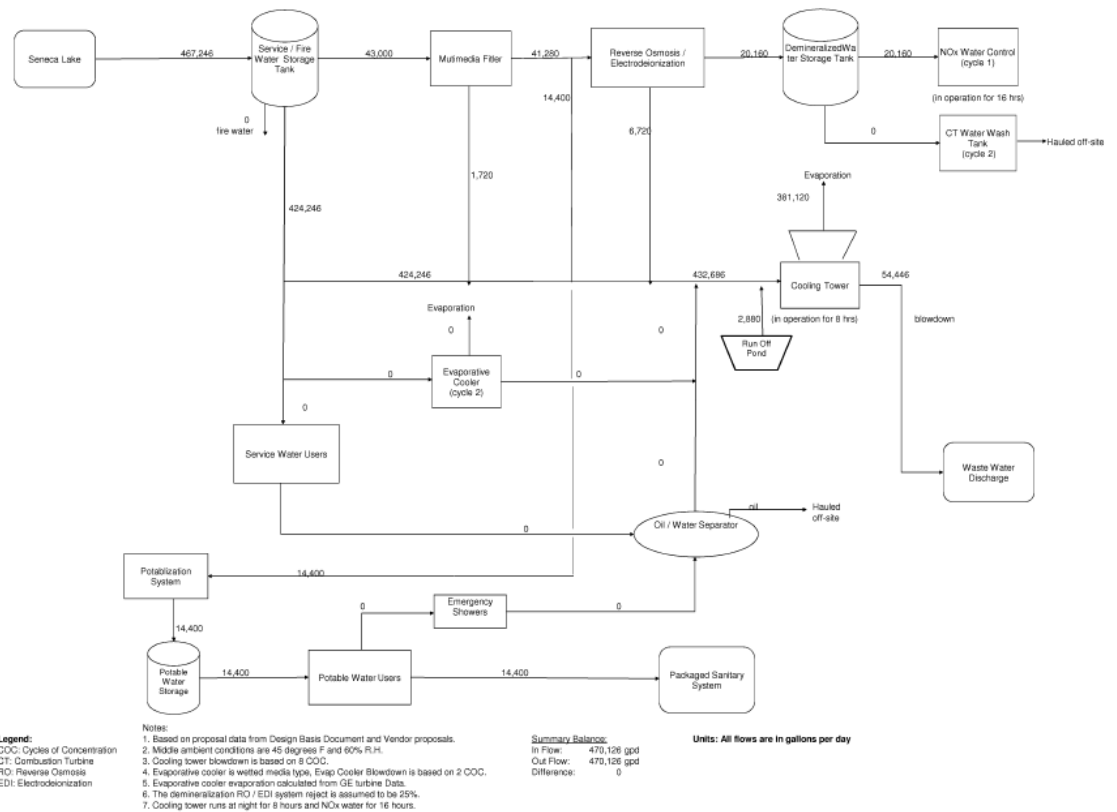 Seneca Lake
467,246
Service / Fire
Water Storage
Tank
43,000
Mutimedia Filter
41,280
Reverse Osmosis /
Electrodeionization
20,160
DemineralizedWa
ter Storage Tank
20,160
NOx Water Control
(cycle 1)
(in operation for 16 hrs)
14,400
0
fire water
6,720
0
CT Water Wash
Tank
(cycle 2)
Hauled off-site
1,720
Evaporation
381,120
424,246
424,246
432,686
Cooling Tower
54,446
Evaporation
0
0
2,880
(in operation for 8 hrs)
blowdown
Run Off
Pond
0
Evaporative
Cooler
(cycle 2)
0
0
Service Water Users
0
Waste Water
Discharge
oil
Hauled
off-site
Oil / Water Separator
0
Potablization
System
14,400
14,400
0
Emergency
Showers
0
Potable
Water
Storage
14,400
Potable Water Users
14,400
Packaged Sanitary
System
Legend:
COC: Cycles of Concentration
CT: Combustion Turbine
RO: Reverse Osmosis
EDI: Electrodeionization
Notes:
1. Based on proposal data from Design Basis Document and Vendor proposals.
2. Middle ambient conditions are 45 degrees F and 60% R.H.
3. Cooling tower blowdown is based on 8 COC.
4. Evaporative cooler is wetted media type, Evap Cooler Blowdown is based on 2 COC.
5. Evaporative cooler evaporation calculated from GE turbine Data.
6. The demineralization RO / EDI system reject is assumed to be 25%.
7. Cooling tower runs at night for 8 hours and NOx water for 16 hours.
Summary Balance:
In Flow: 470,126 gpd
Out Flow: 470,126 gpd
Difference: 0
Units: All flows are in gallons per day